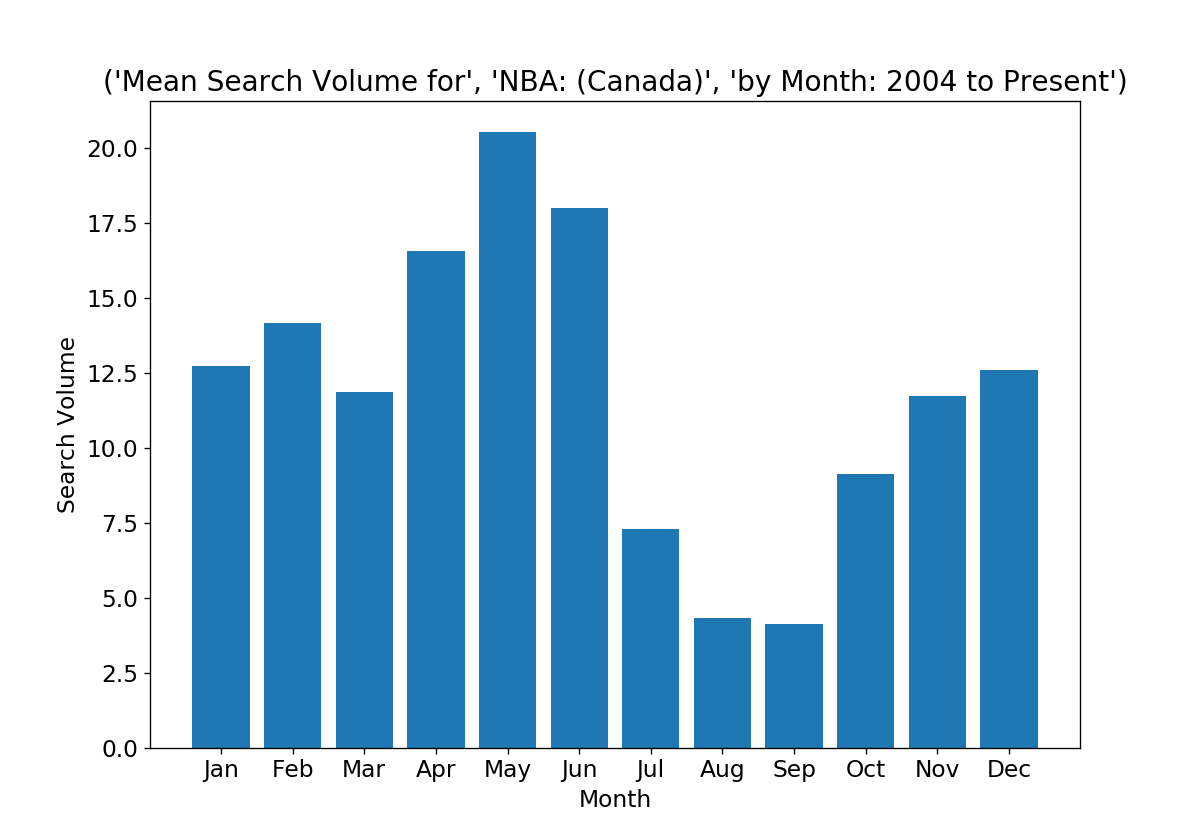 ('Mean Search Volume for', 'NBA: (Canada)', 'by Month: 2004 to Present')
20.0
17.5
15.0
12.5
10.0
7.5
5.0
2.5
0.0
Search Volume
Jan Feb Mar Apr May Jun Jul Aug Sep Oct Nov Dec
Month